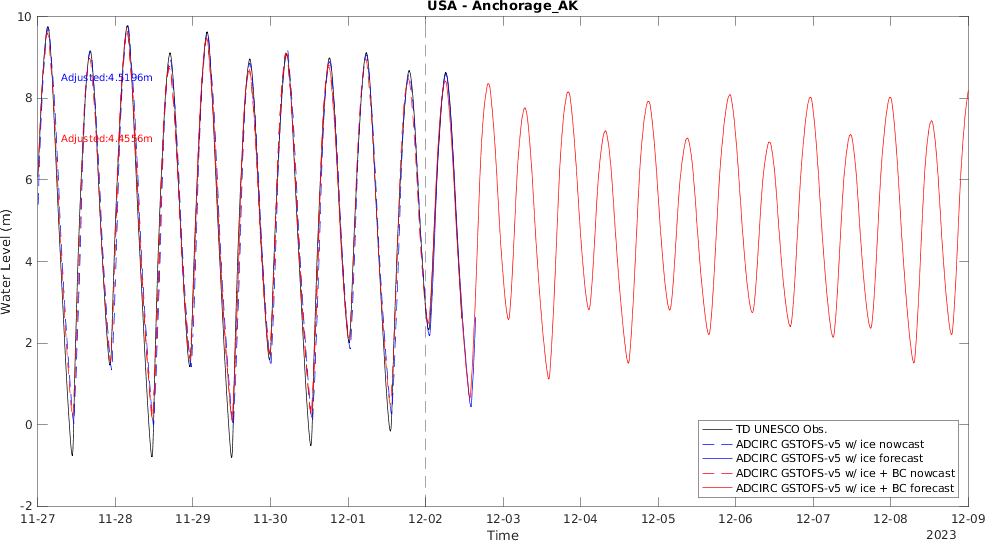 USA - Anchorage_AK
10
8
6
4
2
0
-2
Water Level (m)
Adjusted:4.5196m
Adjusted:4.4556m
TD UNESCO Obs.
ADCIRC GSTOFS-v5 w/ ice nowcast
ADCIRC GSTOFS-v5 w/ ice forecast
ADCIRC GSTOFS-v5 w/ ice + BC nowcast
ADCIRC GSTOFS-v5 w/ ice + BC forecast
11-27 11-28 11-29 11-30 12-01 12-02 12-03 12-04 12-05 12-06 12-07 12-08 12-09
Time
2023